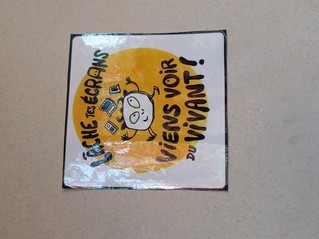 LÂCHE TES ÉCRANS
VIENS VOIR
DU VIVANT !